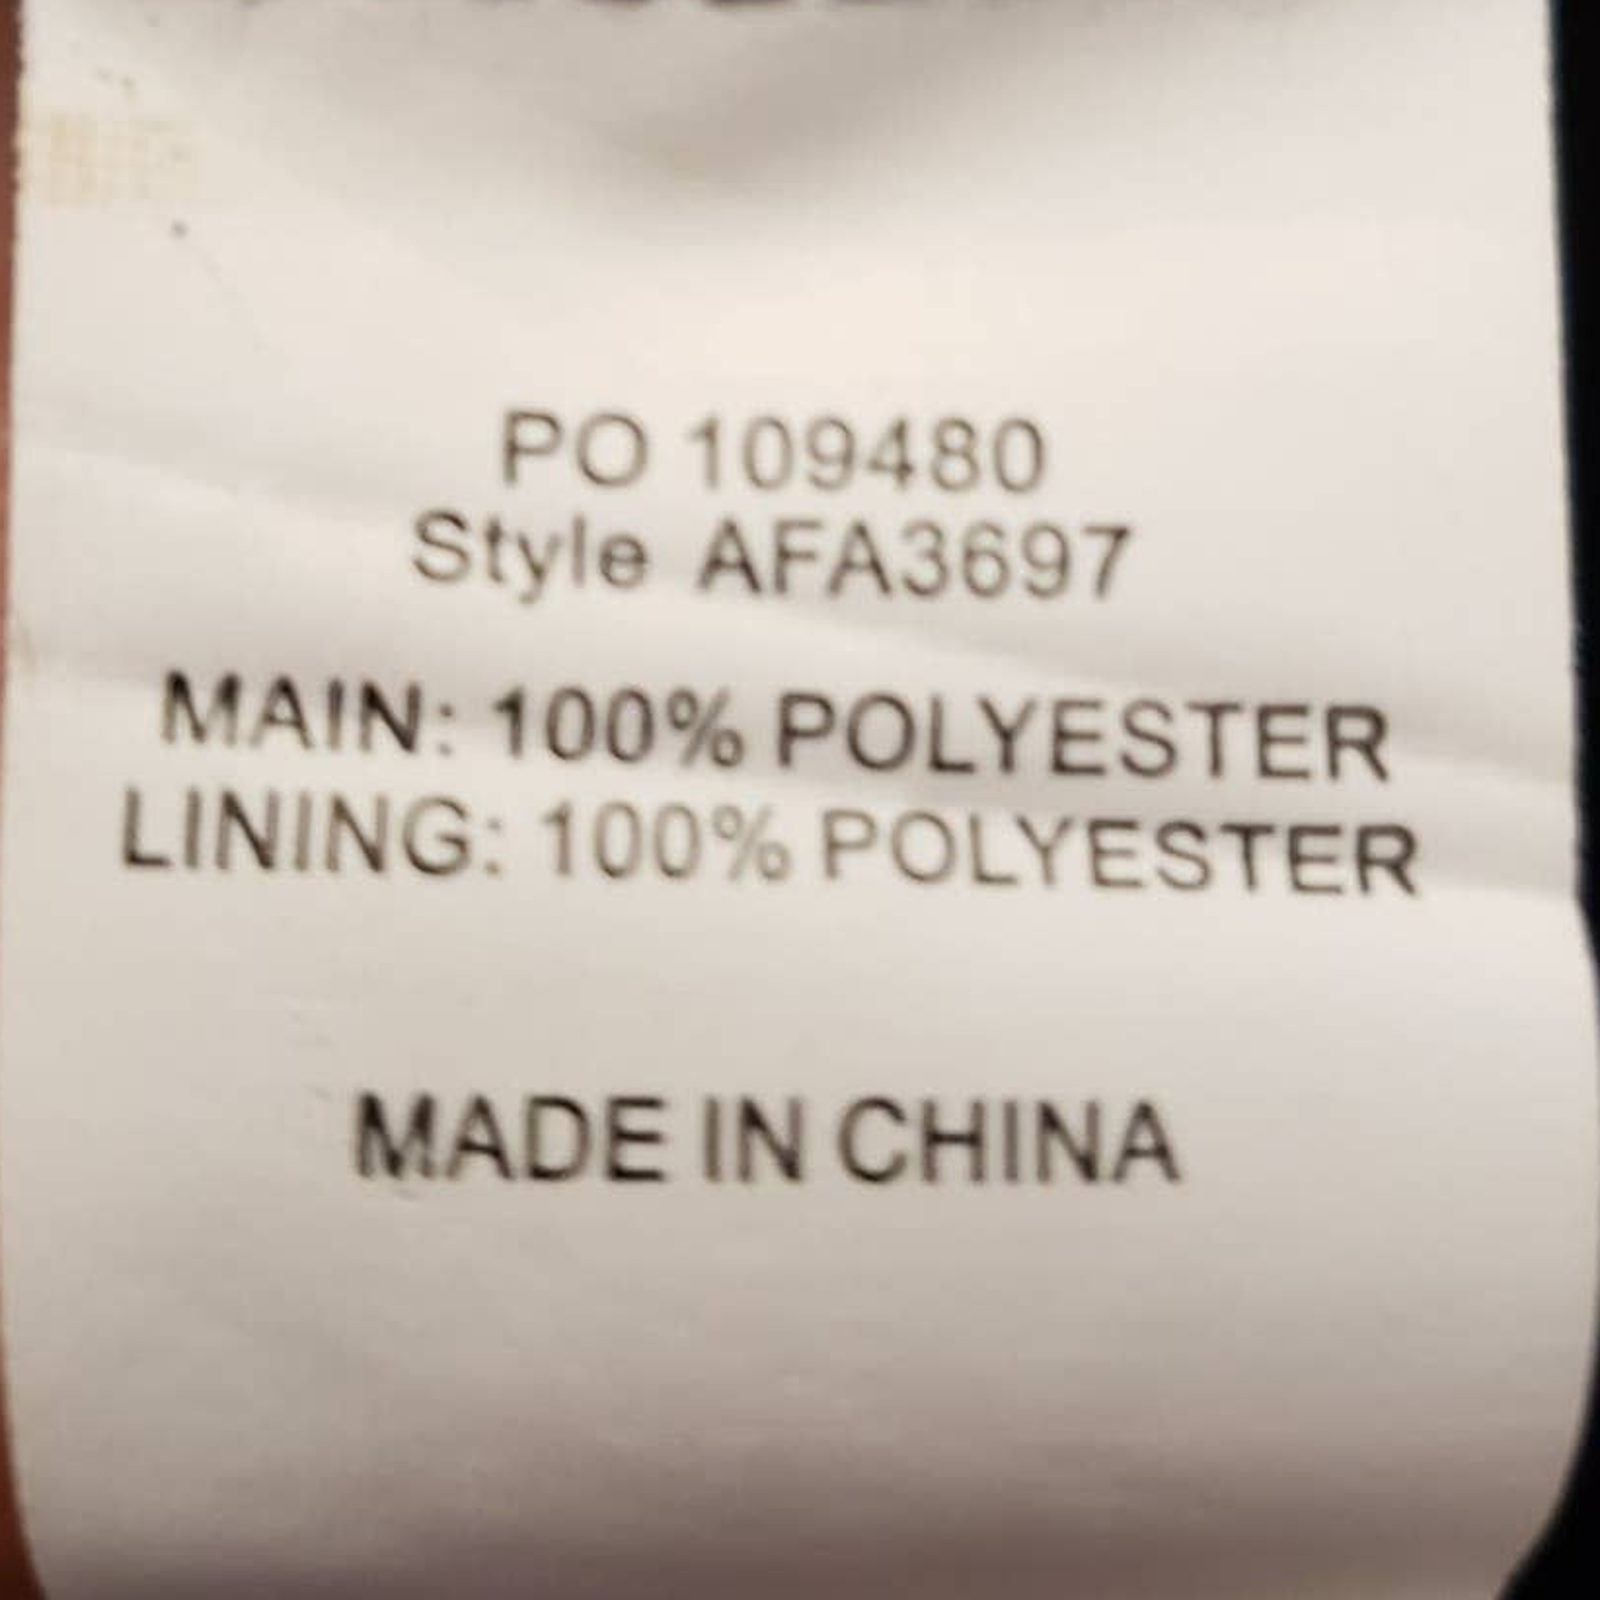 PO 109480
Style AFA3697
MAIN: 100% POLYESTER
LINING: 100% POLYESTER
MADE IN CHINA